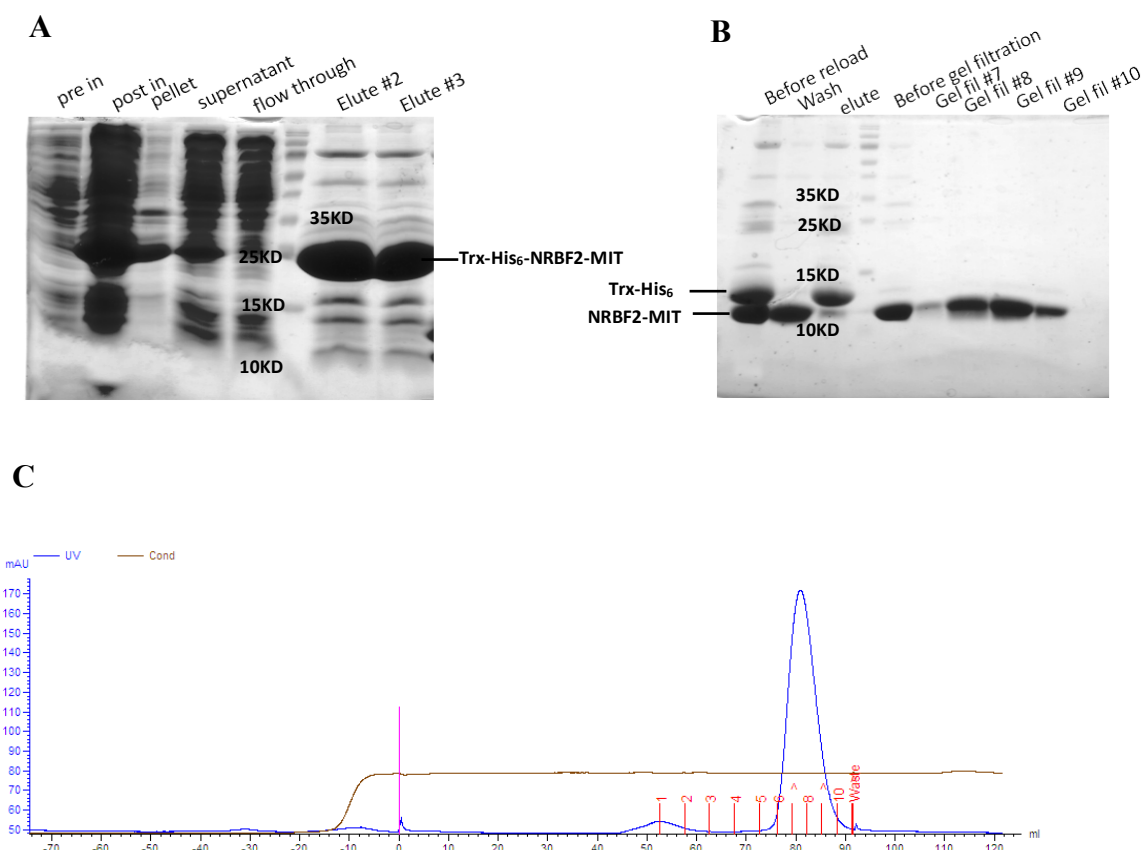 A
pre in
post in
pellet
supernatant
flow through
Elute #2
Elute #3
35KD
25KD
15KD
10KD
Trx-His₆-NRBF2-MIT
B
Before reload
Wash
elute
Before gel filtration
Gel fil #7
Gel fil #8
Gel fil #9
Gel fil #10
35KD
25KD
15KD
10KD
Trx-His₆
NRBF2-MIT
C
mAU
UV
Cond
170
160
150
140
130
120
110
100
90
80
70
60
50
1
2
3
4
5
6
>
8
>
10
Waste
-70
-60
-50
-40
-30
-20
-10
0
10
20
30
40
50
60
70
80
90
100
110
120
ml